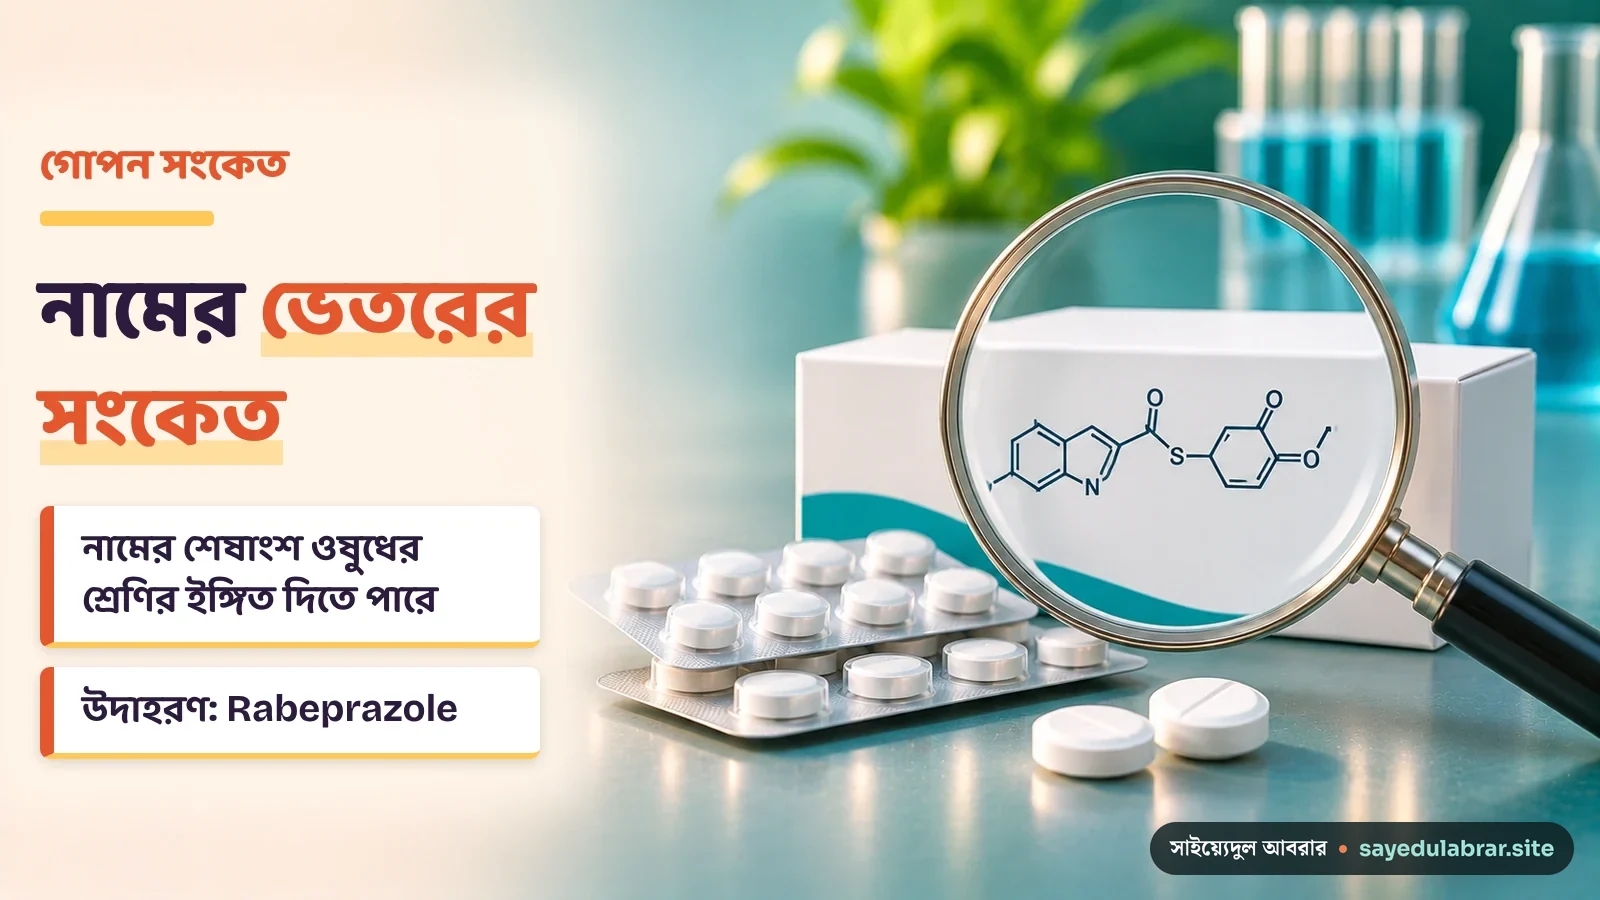 গোপন সংকেত
নামের ভেতরের
সংকেত
নামের শেষাংশ ওষুধের
শ্রেণির ইঙ্গিত দিতে পারে
উদাহরণ: Rabeprazole
O
O
S
O
N
সাইয়্যেদুল আবরার • sayedulabrar.site